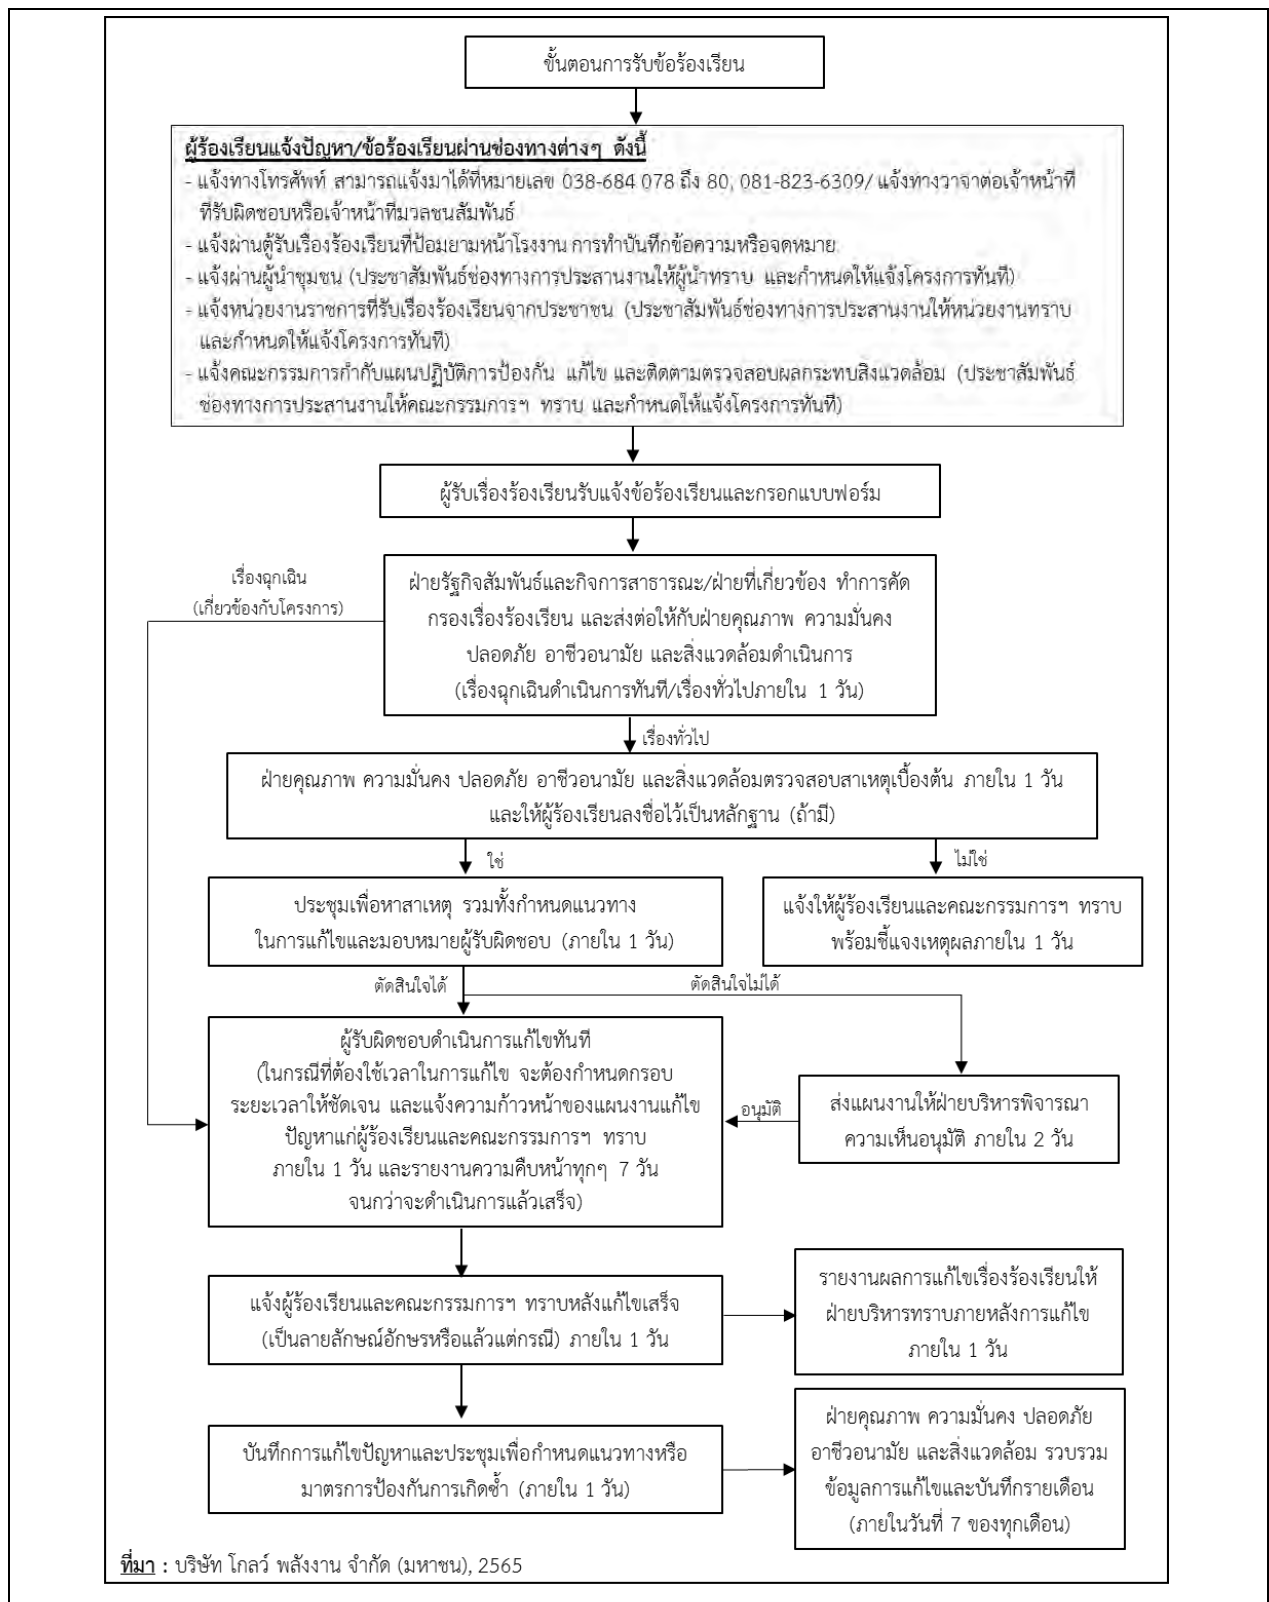 ขั้นตอนการรับข้อร้องเรียน
ผู้ร้องเรียนแจ้งปัญหา/ข้อร้องเรียนผ่านช่องทางต่างๆ ดังนี้
- แจ้งทางโทรศัพท์ สามารถแจ้งมาได้ที่หมายเลข 038-684 078 ถึง 80, 081-823-6309/ แจ้งทางวาจาต่อเจ้าหน้าที่
ที่รับผิดชอบหรือเจ้าหน้าที่มวลชนสัมพันธ์
- แจ้งผ่านตู้รับเรื่องร้องเรียนที่ป้อมยามหน้าโรงงาน การทำบันทึกข้อความหรือจดหมาย
- แจ้งผ่านผู้นำชุมชน (ประชาสัมพันธ์ช่องทางการประสานงานให้ผู้นำทราบ และกำหนดให้แจ้งโครงการทันที)
- แจ้งหน่วยงานราชการที่รับเรื่องร้องเรียนจากประชาชน (ประชาสัมพันธ์ช่องทางการประสานงานให้หน่วยงานทราบ
และกำหนดให้แจ้งโครงการทันที)
- แจ้งคณะกรรมการกำกับแผนปฏิบัติการป้องกัน แก้ไข และติดตามตรวจสอบผลกระทบสิ่งแวดล้อม (ประชาสัมพันธ์
ช่องทางการประสานงานให้คณะกรรมการฯ ทราบ และกำหนดให้แจ้งโครงการทันที)
ผู้รับเรื่องร้องเรียนรับแจ้งข้อร้องเรียนและกรอกแบบฟอร์ม
เรื่องฉุกเฉิน
(เกี่ยวข้องกับโครงการ)
ฝ่ายรัฐกิจสัมพันธ์และกิจการสาธารณะ/ฝ่ายที่เกี่ยวข้อง ทำการคัด
กรองเรื่องร้องเรียน และส่งต่อให้กับฝ่ายคุณภาพ ความมั่นคง
ปลอดภัย อาชีวอนามัย และสิ่งแวดล้อมดำเนินการ
(เรื่องฉุกเฉินดำเนินการทันที/เรื่องทั่วไปภายใน 1 วัน)
เรื่องทั่วไป
ฝ่ายคุณภาพ ความมั่นคง ปลอดภัย อาชีวอนามัย และสิ่งแวดล้อมตรวจสอบสาเหตุเบื้องต้น ภายใน 1 วัน
และให้ผู้ร้องเรียนลงชื่อไว้เป็นหลักฐาน (ถ้ามี)
ใช่
ไม่ใช่
ประชุมเพื่อหาสาเหตุ รวมทั้งกำหนดแนวทาง
ในการแก้ไขและมอบหมายผู้รับผิดชอบ (ภายใน 1 วัน)
แจ้งให้ผู้ร้องเรียนและคณะกรรมการฯ ทราบ
พร้อมชี้แจงเหตุผลภายใน 1 วัน
ตัดสินใจได้
ตัดสินใจไม่ได้
ผู้รับผิดชอบดำเนินการแก้ไขทันที
(ในกรณีที่ต้องใช้เวลาในการแก้ไข จะต้องกำหนดกรอบ
ระยะเวลาให้ชัดเจน และแจ้งความก้าวหน้าของแผนงานแก้ไข
ปัญหาแก่ผู้ร้องเรียนและคณะกรรมการฯ ทราบ
ภายใน 1 วัน และรายงานความคืบหน้าทุกๆ 7 วัน
จนกว่าจะดำเนินการแล้วเสร็จ)
อนุมัติ
ส่งแผนงานให้ฝ่ายบริหารพิจารณา
ความเห็นอนุมัติ ภายใน 2 วัน
แจ้งผู้ร้องเรียนและคณะกรรมการฯ ทราบหลังแก้ไขเสร็จ
(เป็นลายลักษณ์อักษรหรือแล้วแต่กรณี) ภายใน 1 วัน
รายงานผลการแก้ไขเรื่องร้องเรียนให้
ฝ่ายบริหารทราบภายหลังการแก้ไข
ภายใน 1 วัน
บันทึกการแก้ไขปัญหาและประชุมเพื่อกำหนดแนวทางหรือ
มาตรการป้องกันการเกิดซ้ำ (ภายใน 1 วัน)
ฝ่ายคุณภาพ ความมั่นคง ปลอดภัย
อาชีวอนามัย และสิ่งแวดล้อม รวบรวม
ข้อมูลการแก้ไขและบันทึกรายเดือน
(ภายในวันที่ 7 ของทุกเดือน)
ที่มา : บริษัท โกลว์ พลังงาน จำกัด (มหาชน), 2565